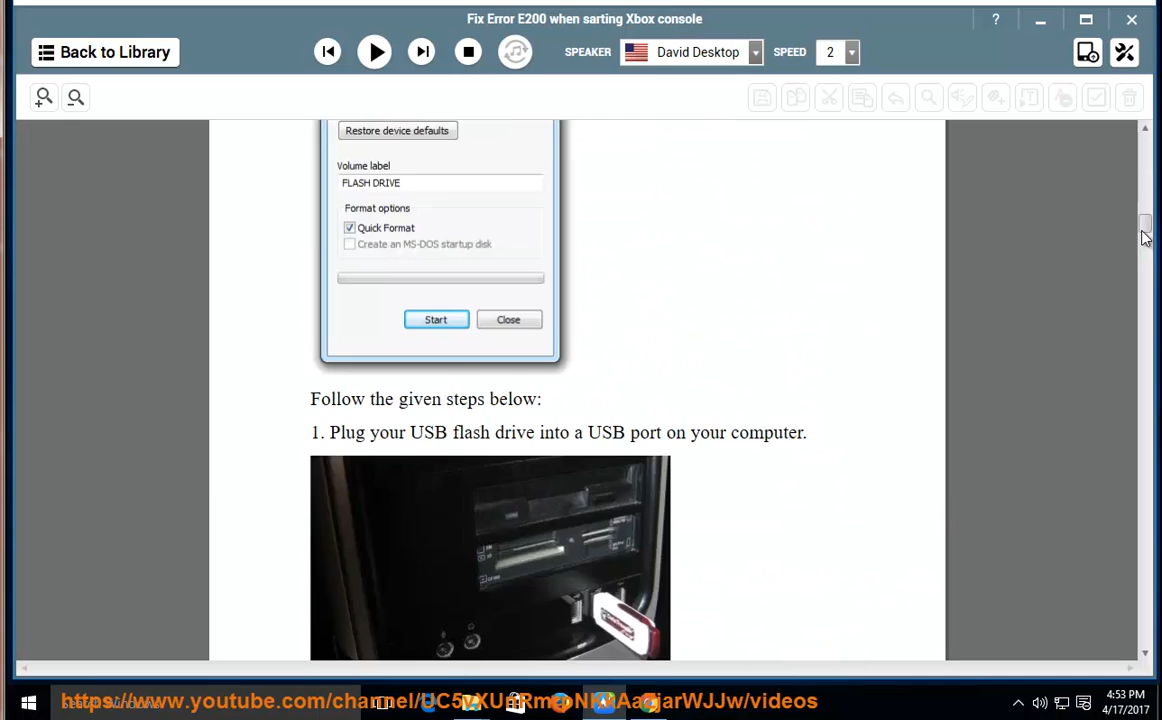 Fix Error E200 when sarting Xbox console
?
Back to Library
SPEAKER
David Desktop
SPEED
2
Restore device defaults
Volume label
FLASH DRIVE
Format options
Quick Format
Create an MS-DOS startup disk
Start
Close
Follow the given steps below:
1. Plug your USB flash drive into a USB port on your computer.
4:53 PM
4/17/2017